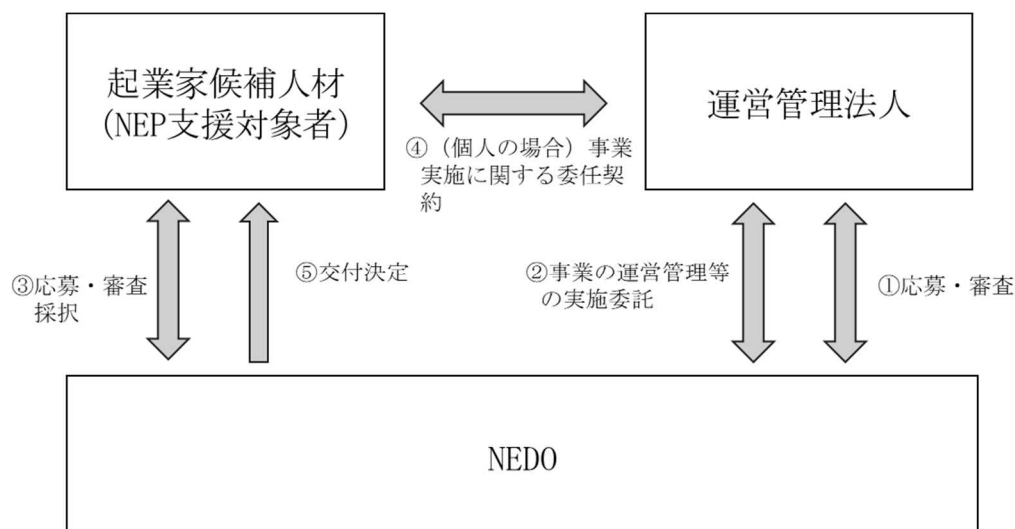 起業家候補人材
(NEP支援対象者)
運営管理法人
④（個人の場合）事業
実施に関する委任契
約
③応募・審査
採択
⑤交付決定
②事業の運営管理等
の実施委託
①応募・審査
NEDO